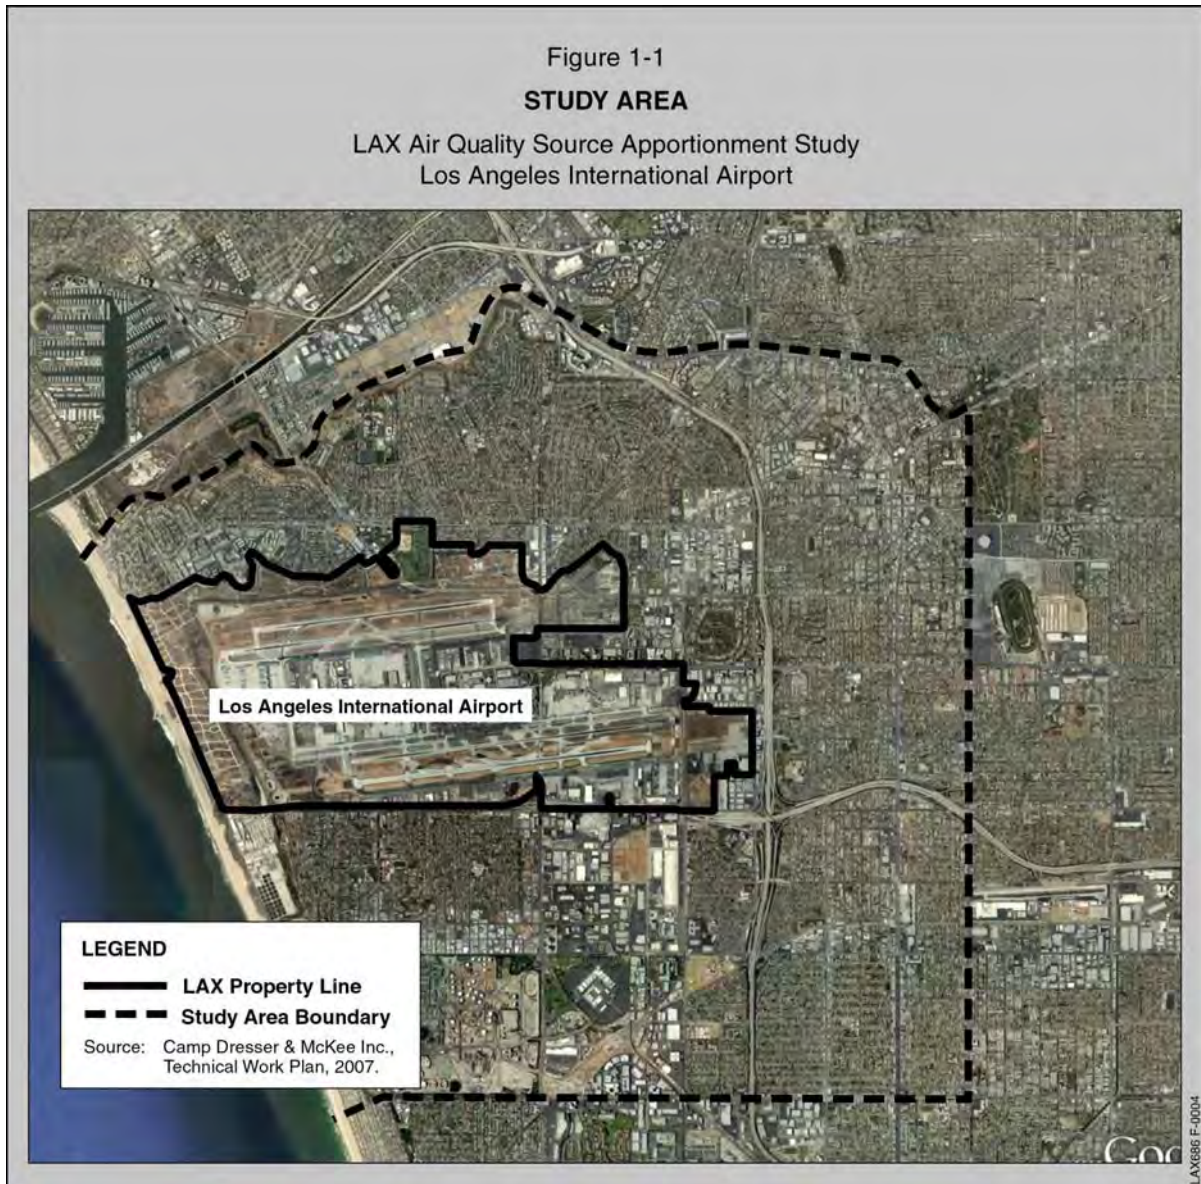 Figure 1-1
STUDY AREA
LAX Air Quality Source Apportionment Study
Los Angeles International Airport
Los Angeles International Airport
LEGEND
LAX Property Line
Study Area Boundary
Source: Camp Dresser & McKee Inc.,
Technical Work Plan, 2007.
Goo
LAX686 F-0004